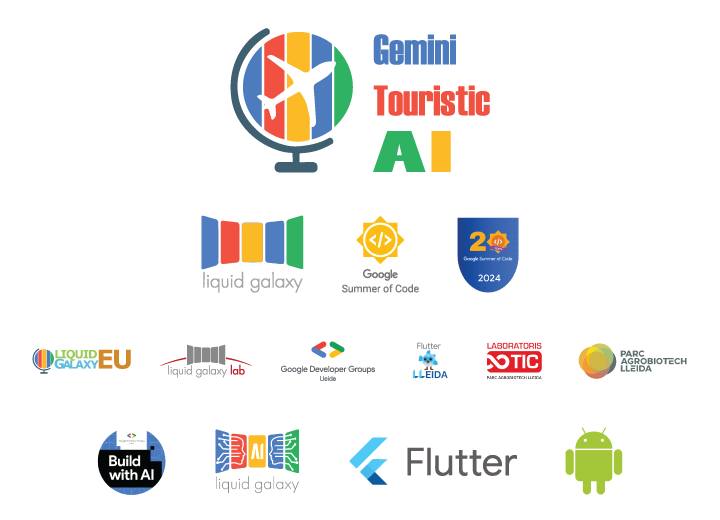 Gemini
Touristic
AI
liquid galaxy
</>
Google
Summer of Code
20
Google Summer of Code
2024
LIQUID
GALAXY EU
liquid galaxy lab
Google Developer Groups
Lleida
Flutter
LLEIDA
LABORATORIS
TIC
PARC AGROBIOTECH LLEIDA
PARC
AGROBIOTECH
LLEIDA
Build
with AI
AI
liquid galaxy
Flutter